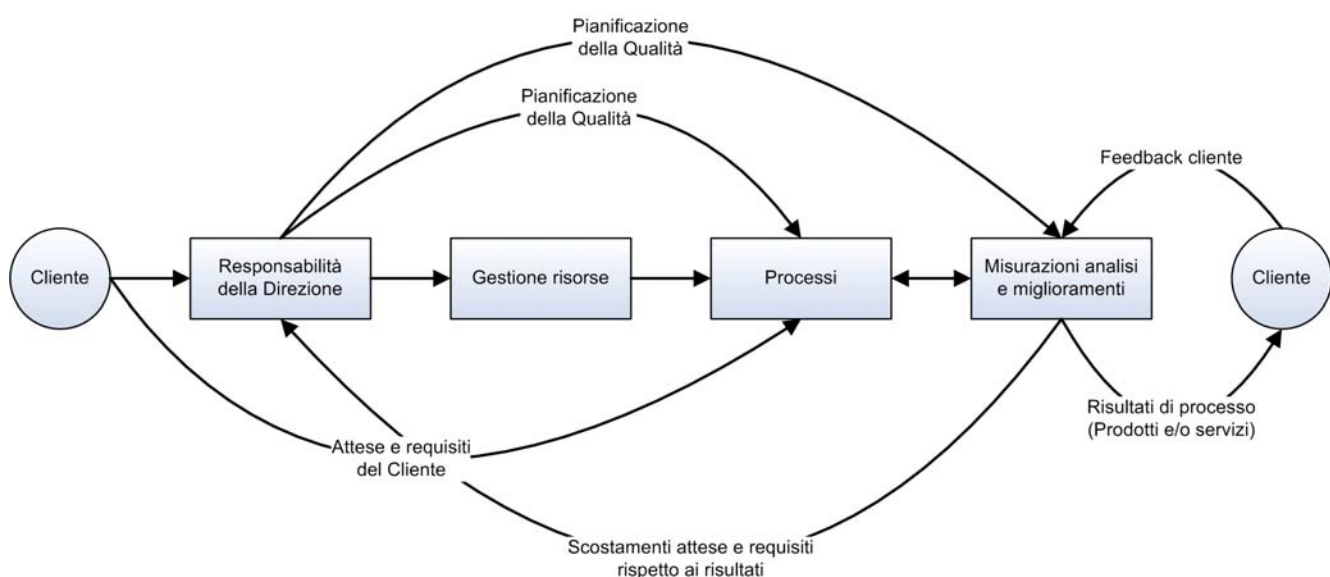 Pianificazione
della Qualità
Pianificazione
della Qualità
Feedback cliente
Cliente
Responsabilità
della Direzione
Gestione risorse
Processi
Misurazioni analisi
e miglioramenti
Cliente
Risultati di processo
(Prodotti e/o servizi)
Attese e requisiti
del Cliente
Scostamenti attese e requisiti
rispetto ai risultati